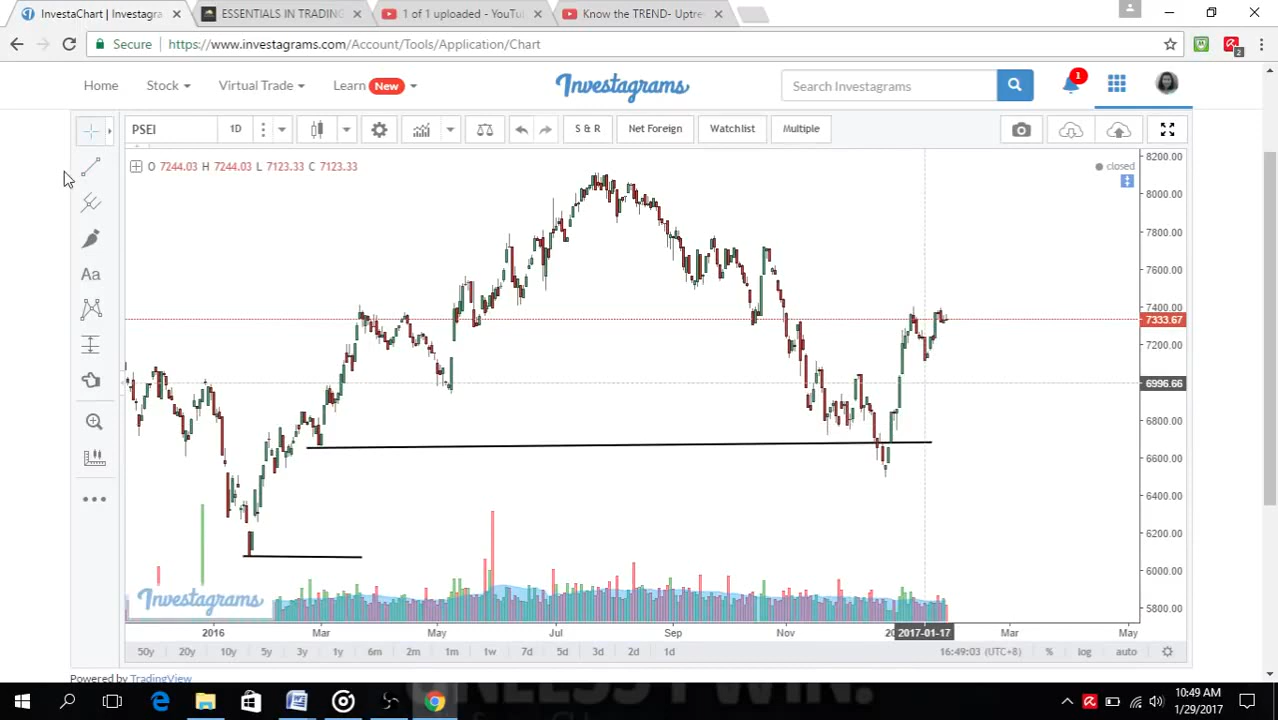 InvestaChart | Investagra
ESSENTIALS IN TRADING
1 of 1 uploaded - YouTu
Know the TREND- Uptre
Secure https://www.investagrams.com/Account/Tools/Application/Chart
2
Home Stock Virtual Trade Learn New Investagrams Search Investagrams 1
PSEI 1D S & R Net Foreign Watchlist Multiple
O 7244.03 H 7244.03 L 7123.33 C 7123.33
closed
Aa
8200.00
8000.00
7800.00
7600.00
7400.00
7333.67
7200.00
6996.66
6800.00
6600.00
6400.00
6200.00
6000.00
5800.00
Investagrams
2016 Mar May Jul Sep Nov 20 2017-01-17 Mar May
50y 20y 10y 5y 3y 1y 6m 2m 1m 1w 7d 5d 3d 2d 1d 16:49:03 (UTC+8) % log auto
Powered by TradingView
UNLESS I WIN.
10:49 AM
1/29/2017